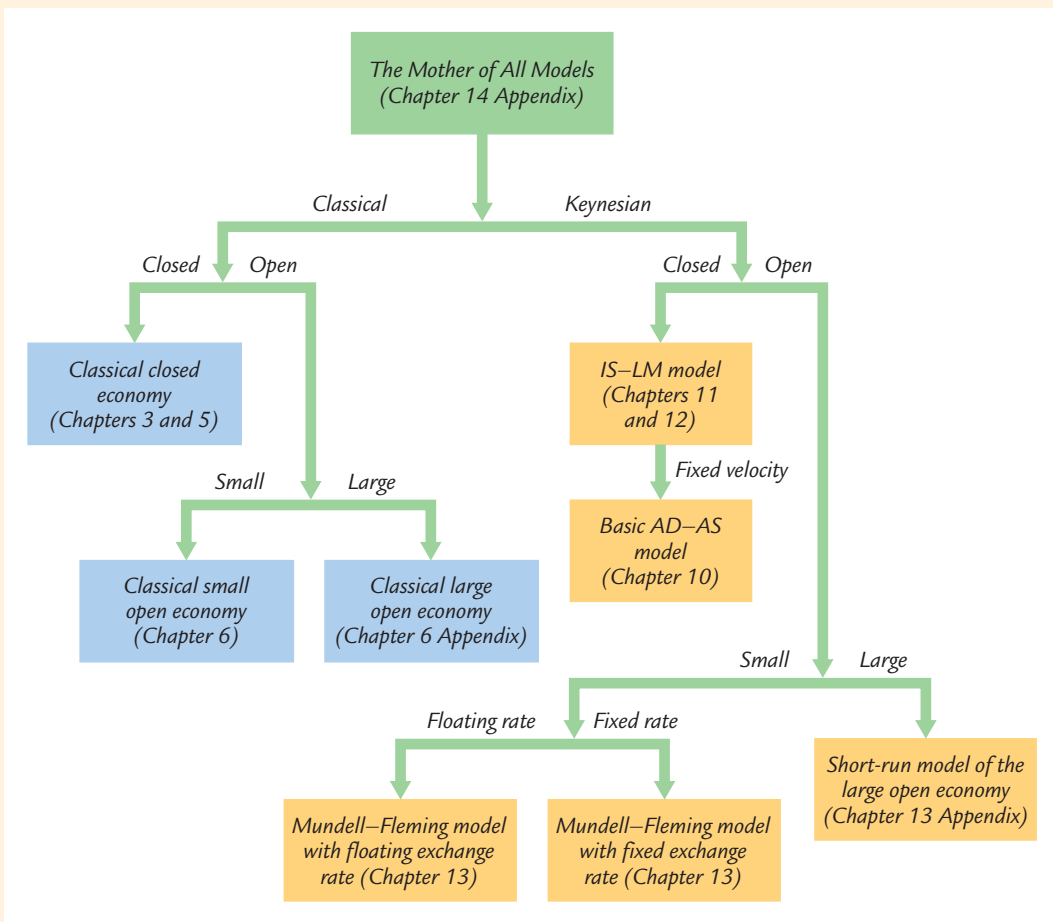 The Mother of All Models
(Chapter 14 Appendix)
Classical
Keynesian
Closed
Open
Closed
Open
Classical closed
economy
(Chapters 3 and 5)
IS–LM model
(Chapters 11
and 12)
Fixed velocity
Small
Large
Basic AD–AS
model
(Chapter 10)
Classical small
open economy
(Chapter 6)
Classical large
open economy
(Chapter 6 Appendix)
Small
Large
Floating rate
Fixed rate
Short-run model of the
large open economy
(Chapter 13 Appendix)
Mundell–Fleming model
with floating exchange
rate (Chapter 13)
Mundell–Fleming model
with fixed exchange
rate (Chapter 13)